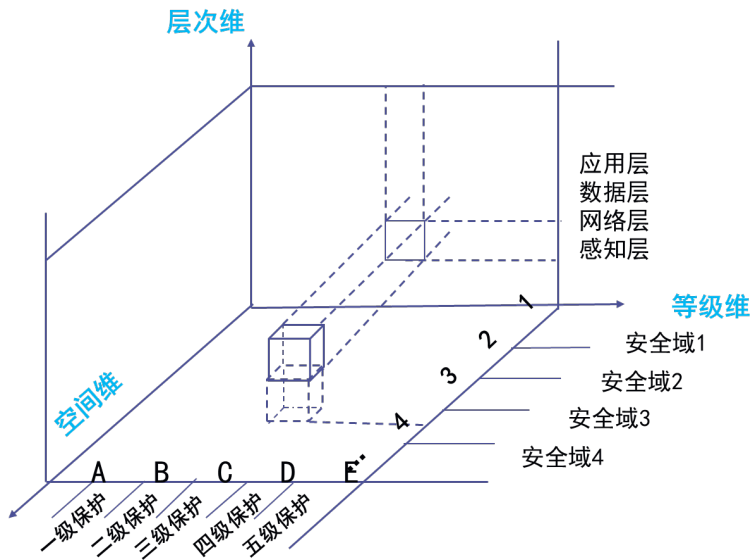 层次维
应用层
数据层
网络层
感知层
等级维
1
2
3
4
安全域1
安全域2
安全域3
安全域4
空间维
A B C D E...
一级保护
二级保护
三级保护
四级保护
五级保护